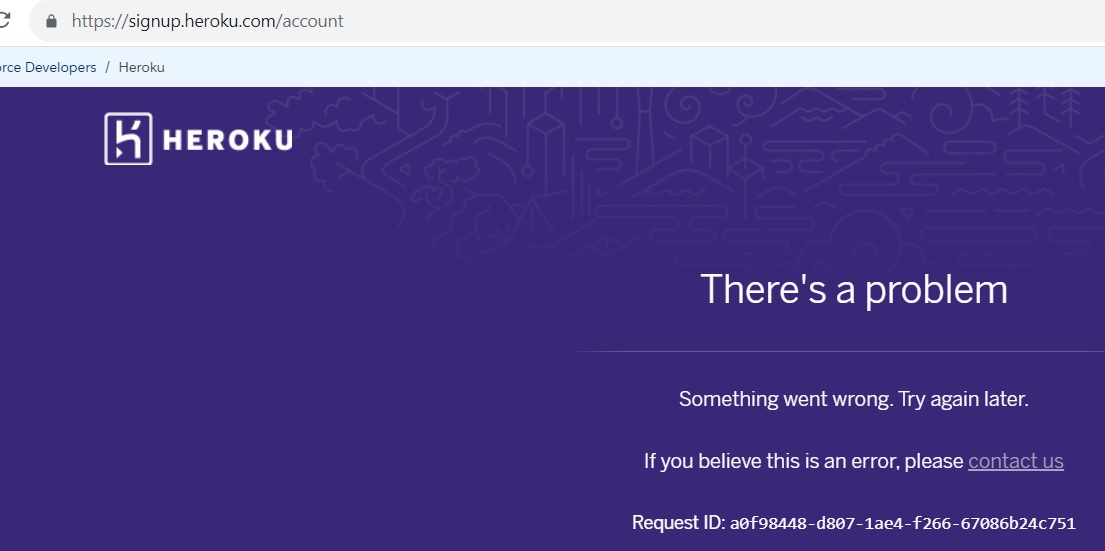 https://signup.heroku.com/account
Developers / Heroku
HEROKU
There's a problem
Something went wrong. Try again later.
If you believe this is an error, please contact us
Request ID: a0f98448-d807-1ae4-f266-67086b24c751